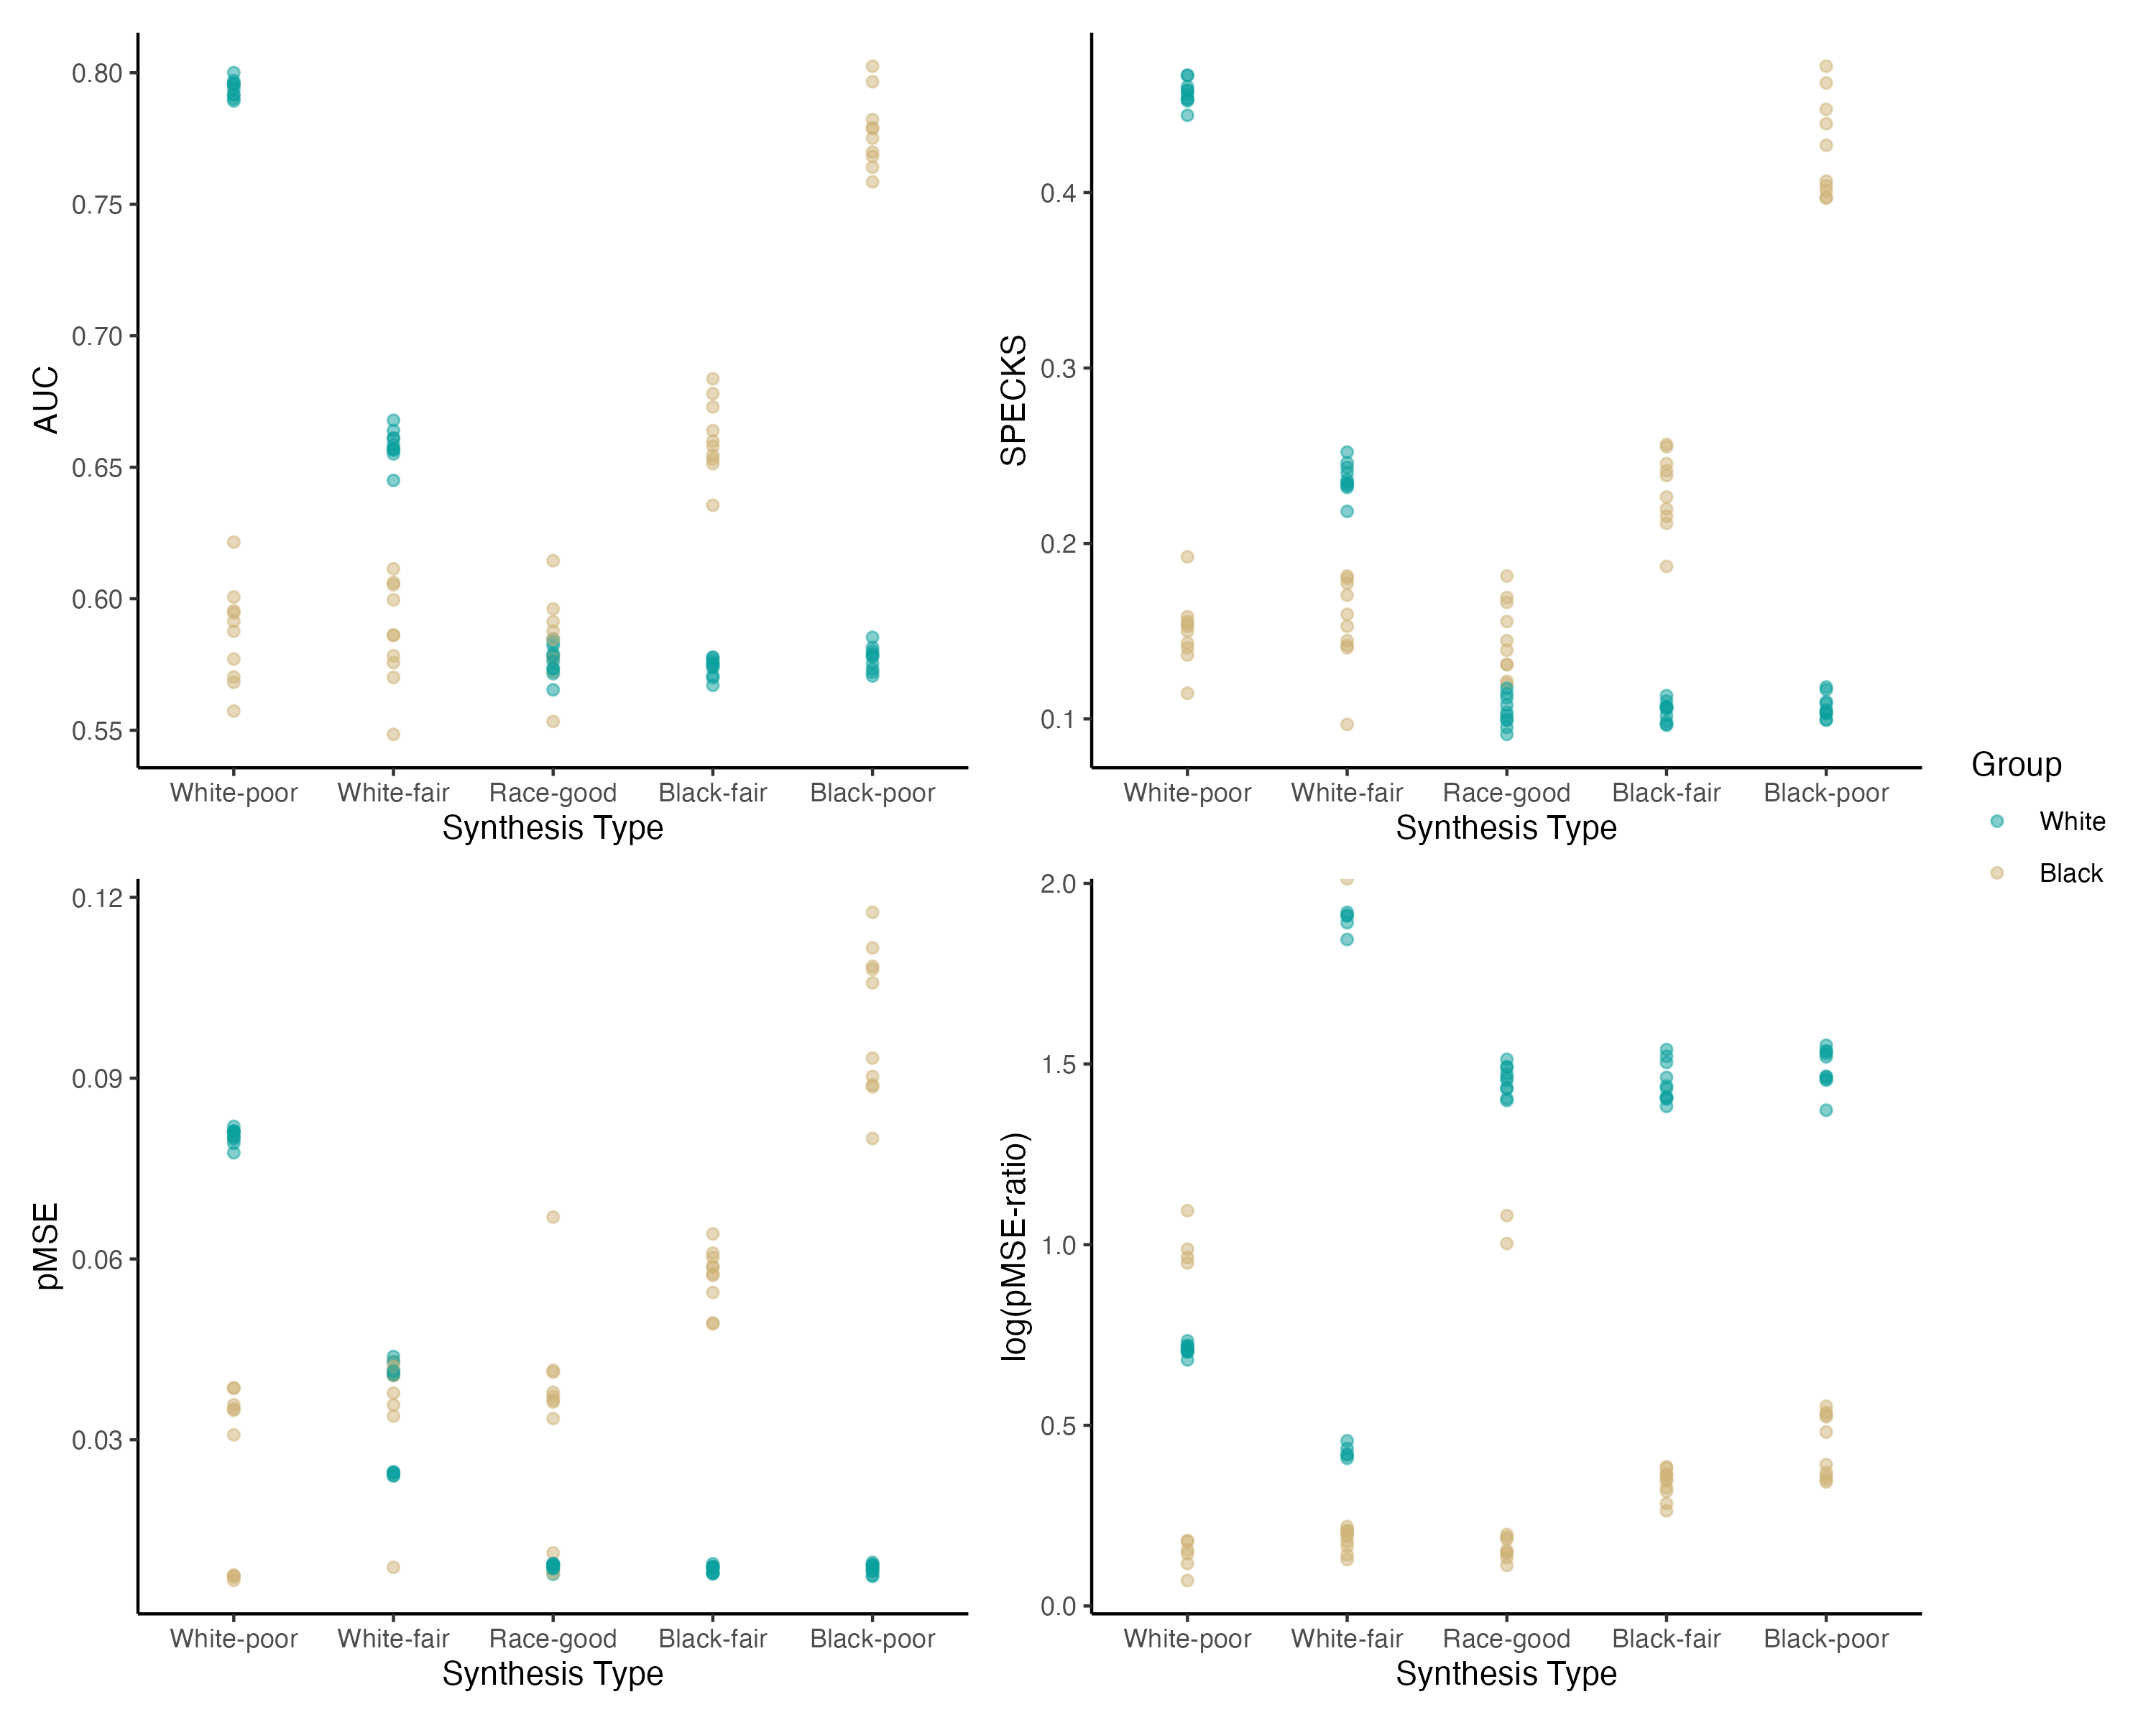 0.80
0.75
0.70
0.65
0.60
0.55
AUC
White-poor White-fair Race-good Black-fair Black-poor
Synthesis Type
0.4
0.3
0.2
0.1
SPECKS
White-poor White-fair Race-good Black-fair Black-poor
Synthesis Type
Group
White
Black
0.12
0.09
0.06
0.03
pMSE
White-poor White-fair Race-good Black-fair Black-poor
Synthesis Type
2.0
1.5
1.0
0.5
0.0
log(pMSE-ratio)
White-poor White-fair Race-good Black-fair Black-poor
Synthesis Type